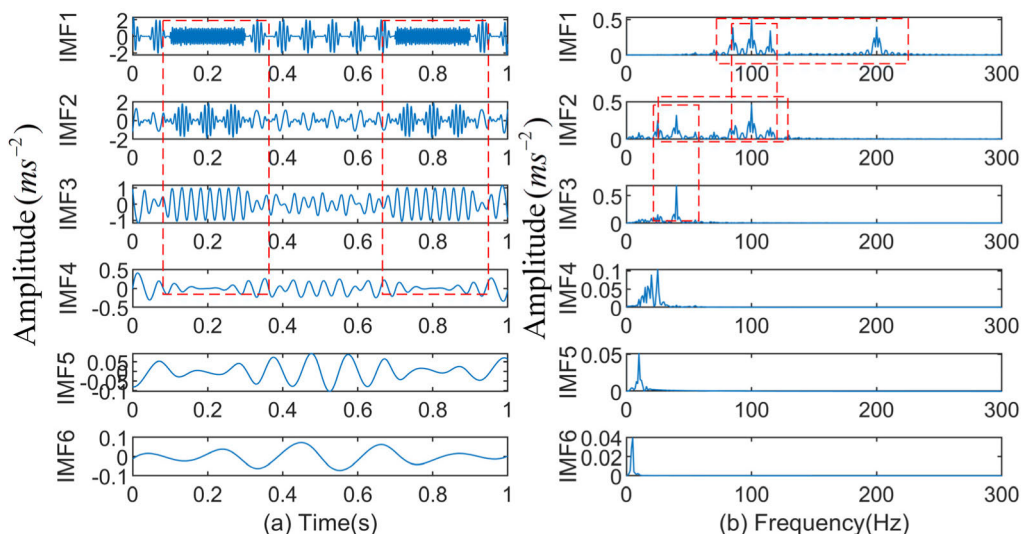 Amplitude(ms⁻²)
IMF1
2
0
-2
0 0.2 0.4 0.6 0.8 1
IMF2
2
0
-2
0 0.2 0.4 0.6 0.8 1
IMF3
1
0
-1
0 0.2 0.4 0.6 0.8 1
IMF4
0.5
0
-0.5
0 0.2 0.4 0.6 0.8 1
IMF5
0.05
0
-0.05
-0.1
0 0.2 0.4 0.6 0.8 1
IMF6
0.1
0
-0.1
0 0.2 0.4 0.6 0.8 1
(a) Time(s)
Amplitude(ms⁻²)
IMF1
0.5
0
0 100 200 300
IMF2
0.5
0
0 100 200 300
IMF3
0.5
0
0 100 200 300
IMF4
0.1
0.05
0
0 100 200 300
IMF5
0.05
0
0 100 200 300
IMF6
0.04
0.02
0
0 100 200 300
(b) Frequency(Hz)